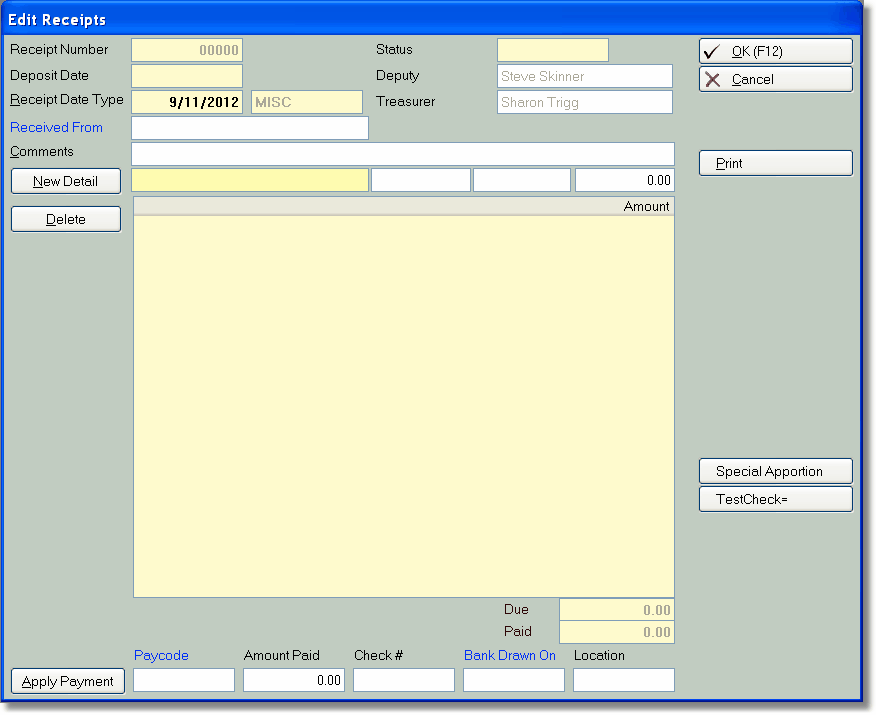 Edit Receipts
Receipt Number 00000 Status OK (F12)
Deposit Date Deputy Steve Skinner Cancel
Receipt Date Type 9/11/2012 MISC Treasurer Sharon Trigg
Received From
Comments Print
New Detail 0.00
Delete Amount
Special Apportion
TestCheck=
Due 0.00
Paid 0.00
Paycode Amount Paid Check # Bank Drawn On Location
Apply Payment 0.00